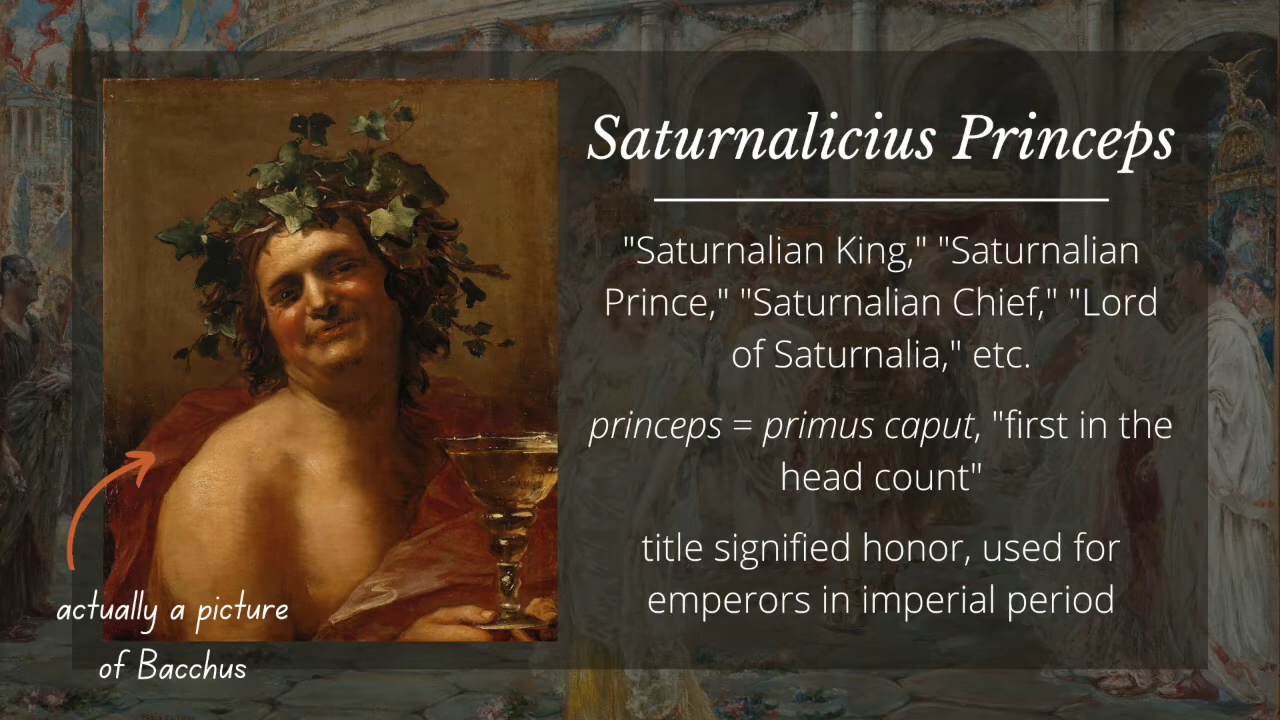 Saturnalicius Princeps
"Saturnalian King," "Saturnalian
Prince," "Saturnalian Chief," "Lord
of Saturnalia," etc.
princeps = primus caput, "first in the
head count"
title signified honor, used for
emperors in imperial period
actually a picture
of Bacchus